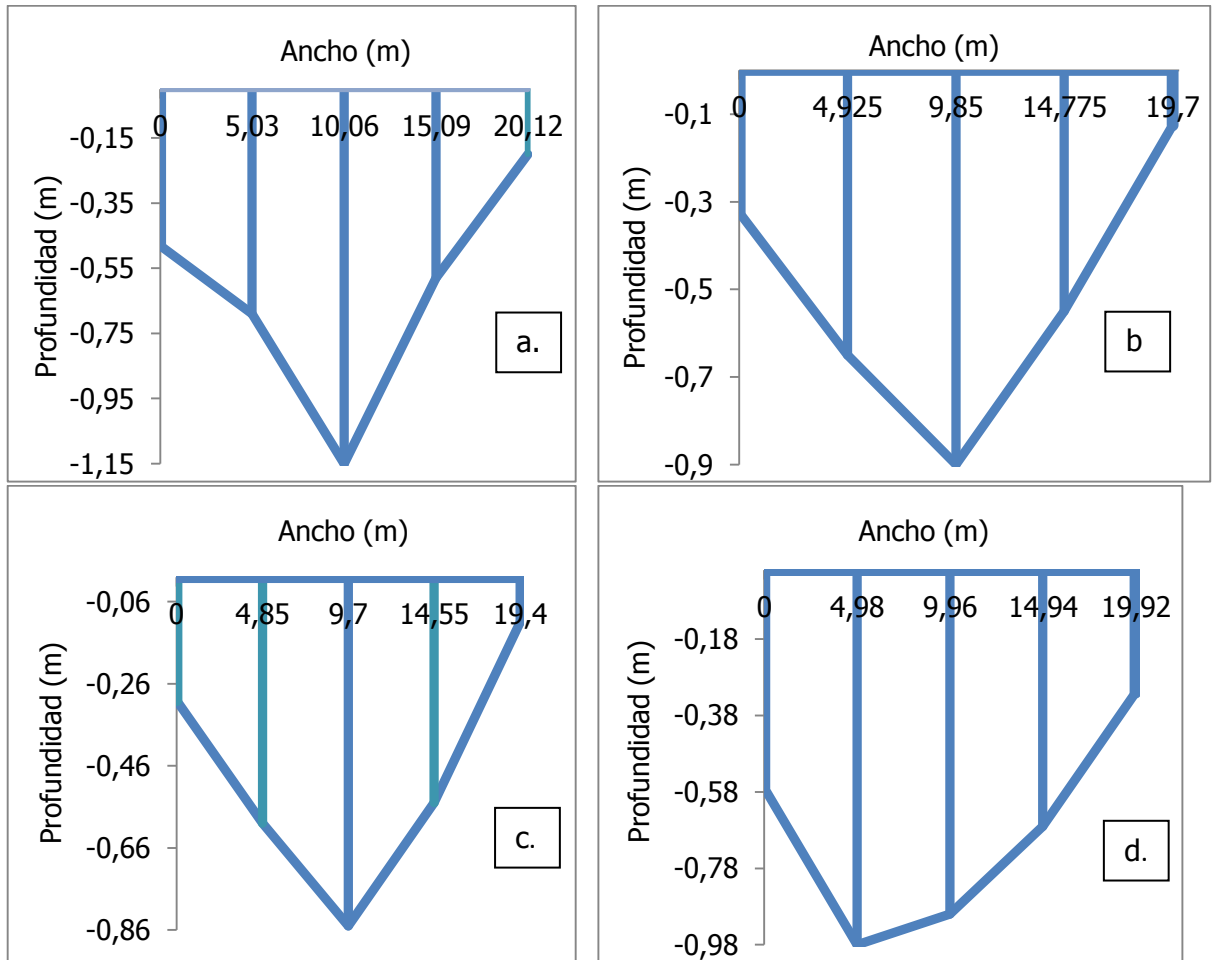 Ancho (m)
0 5,03 10,06 15,09 20,12
-0,15
-0,35
-0,55
-0,75
-0,95
-1,15
Profundidad (m)
a.
Ancho (m)
0 4,925 9,85 14,775 19,7
-0,1
-0,3
-0,5
-0,7
-0,9
Profundidad (m)
b
Ancho (m)
0 4,85 9,7 14,55 19,4
-0,06
-0,26
-0,46
-0,66
-0,86
Profundidad (m)
c.
Ancho (m)
0 4,98 9,96 14,94 19,92
-0,18
-0,38
-0,58
-0,78
-0,98
Profundidad (m)
d.